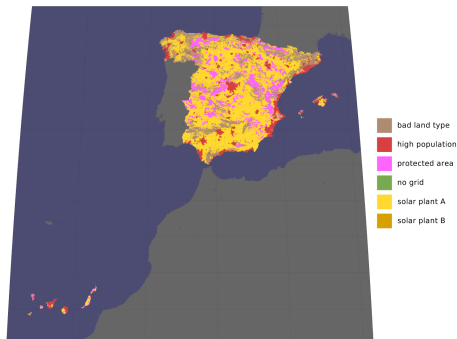 bad land type
high population
protected area
no grid
solar plant A
solar plant B